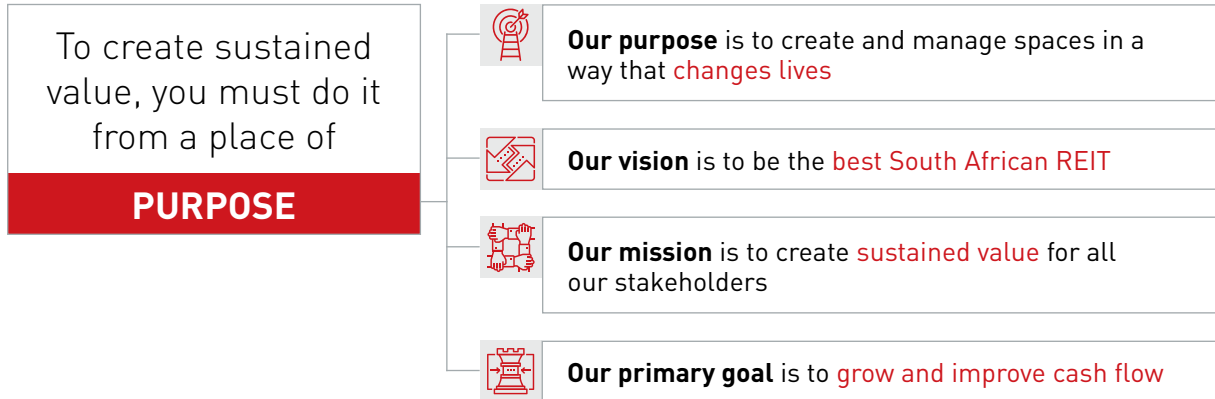 To create sustained
value, you must do it
from a place of
PURPOSE
Our purpose is to create and manage spaces in a
way that changes lives
Our vision is to be the best South African REIT
Our mission is to create sustained value for all
our stakeholders
Our primary goal is to grow and improve cash flow